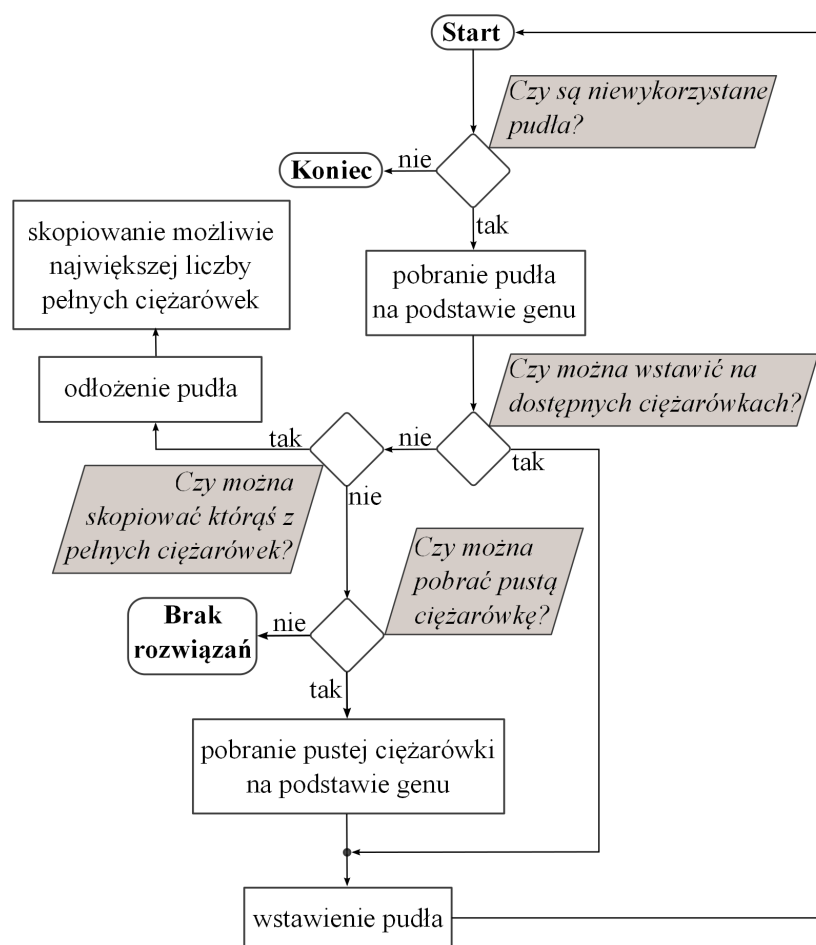 Start
Czy są niewykorzystane
pudła?
nie
Koniec
tak
skopiowanie możliwie
największej liczby
pełnych ciężarówek
pobranie pudła
na podstawie genu
odłożenie pudła
Czy można wstawić na
dostępnych ciężarówkach?
tak
nie
tak
Czy można
skopiować którąś z
pełnych ciężarówek?
nie
Czy można
pobrać pustą
ciężarówkę?
Brak
rozwiązań
nie
tak
pobranie pustej ciężarówki
na podstawie genu
wstawienie pudła